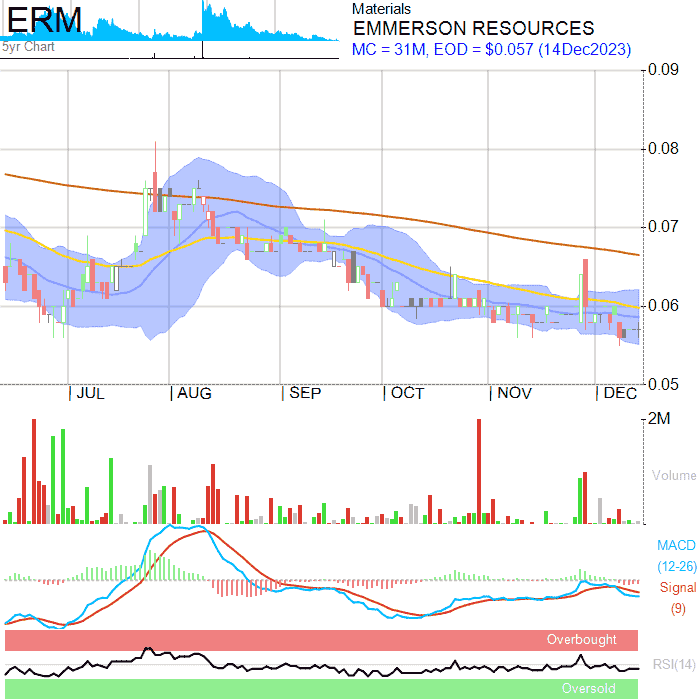 ERM
5yr Chart
Materials
EMMERSON RESOURCES
MC = 31M, EOD = $0.057 (14Dec2023)
0.09
0.08
0.07
0.06
0.05
JUL AUG SEP OCT NOV DEC
2M
Volume
MACD
(12-26)
Signal
(9)
Overbought
RSI(14)
Oversold